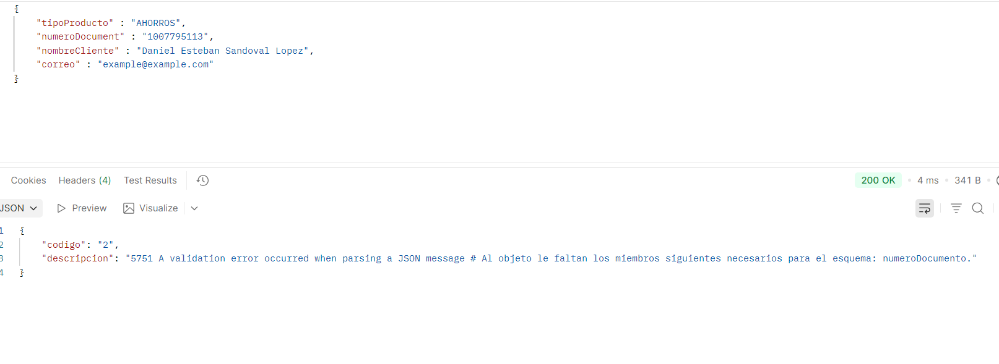 {
"tipoProducto" : "AHORROS",
"numeroDocument" : "1007795113",
"nombreCliente" : "Daniel Esteban Sandoval Lopez",
"correo" : "example@example.com"
}
Cookies Headers (4) Test Results 200 OK • 4 ms • 341 B •
JSON Preview Visualize
1 {
2 "codigo": "2",
3 "descripcion": "5751 A validation error occurred when parsing a JSON message # Al objeto le faltan los miembros siguientes necesarios para el esquema: numeroDocumento."
4 }